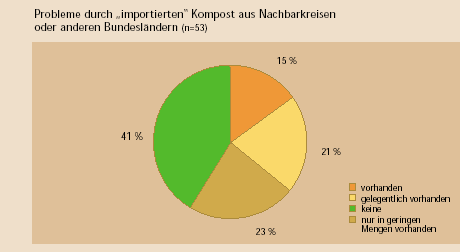 Probleme durch „importierten" Kompost aus Nachbarkreisen
oder anderen Bundesländern (n=53)
15 %
41 %
21 %
vorhanden
gelegentlich vorhanden
keine
nur in geringen
Mengen vorhanden
23 %